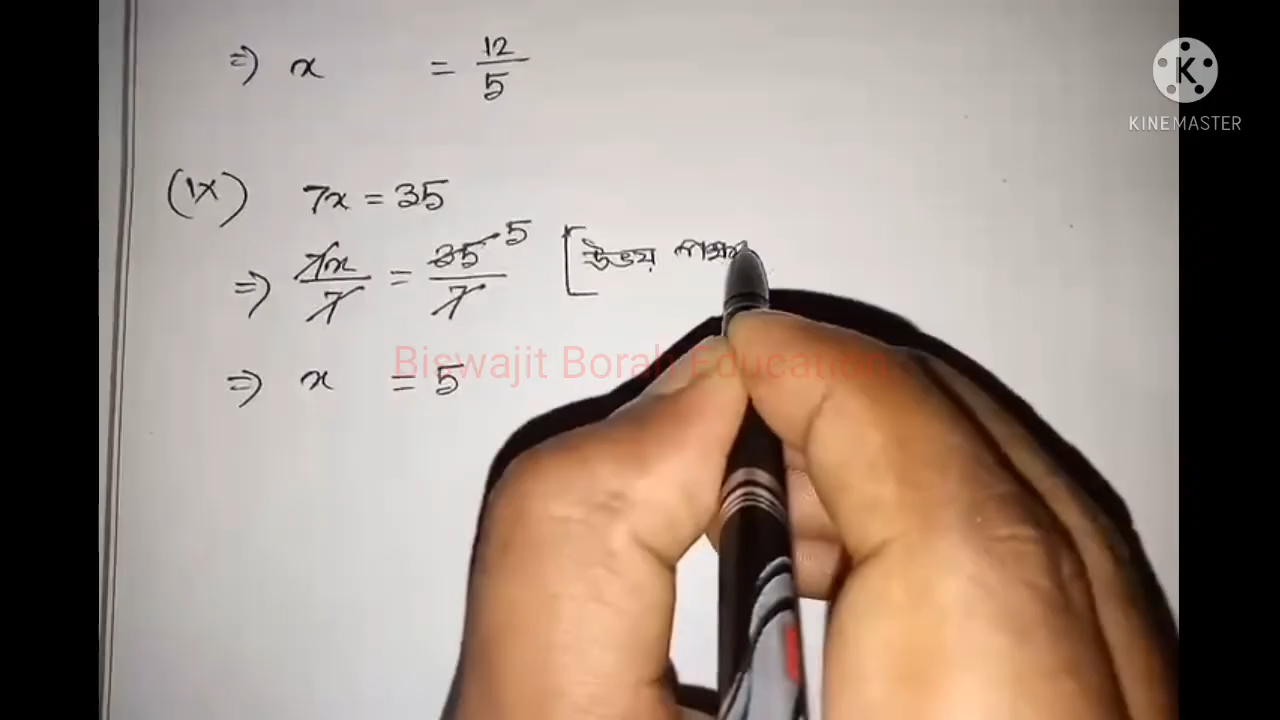 ⇒ x = 12/5
KINEMASTER
(ix) 7x = 35
⇒ 7x/7 = 35/7 5 [উভয়
⇒ x = 5
Biswajit Borah Education